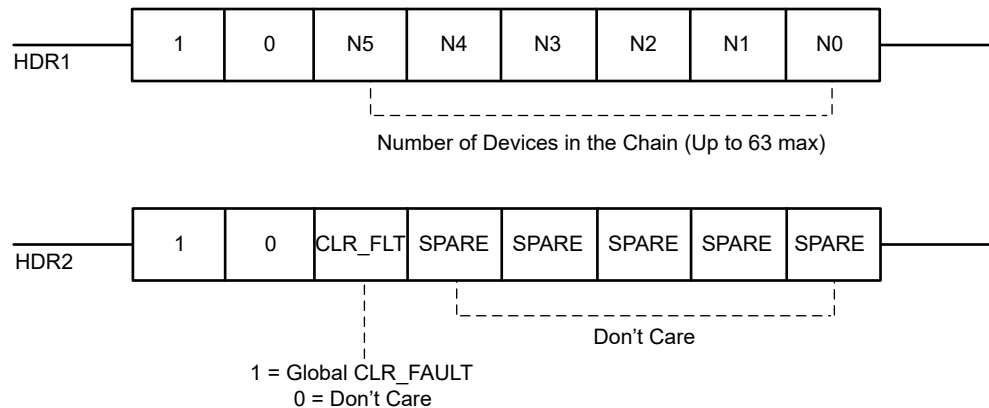 HDR1 1 0 N5 N4 N3 N2 N1 N0
Number of Devices in the Chain (Up to 63 max)
HDR2 1 0 CLR_FLT SPARE SPARE SPARE SPARE SPARE
Don’t Care
1 = Global CLR_FAULT
0 = Don’t Care